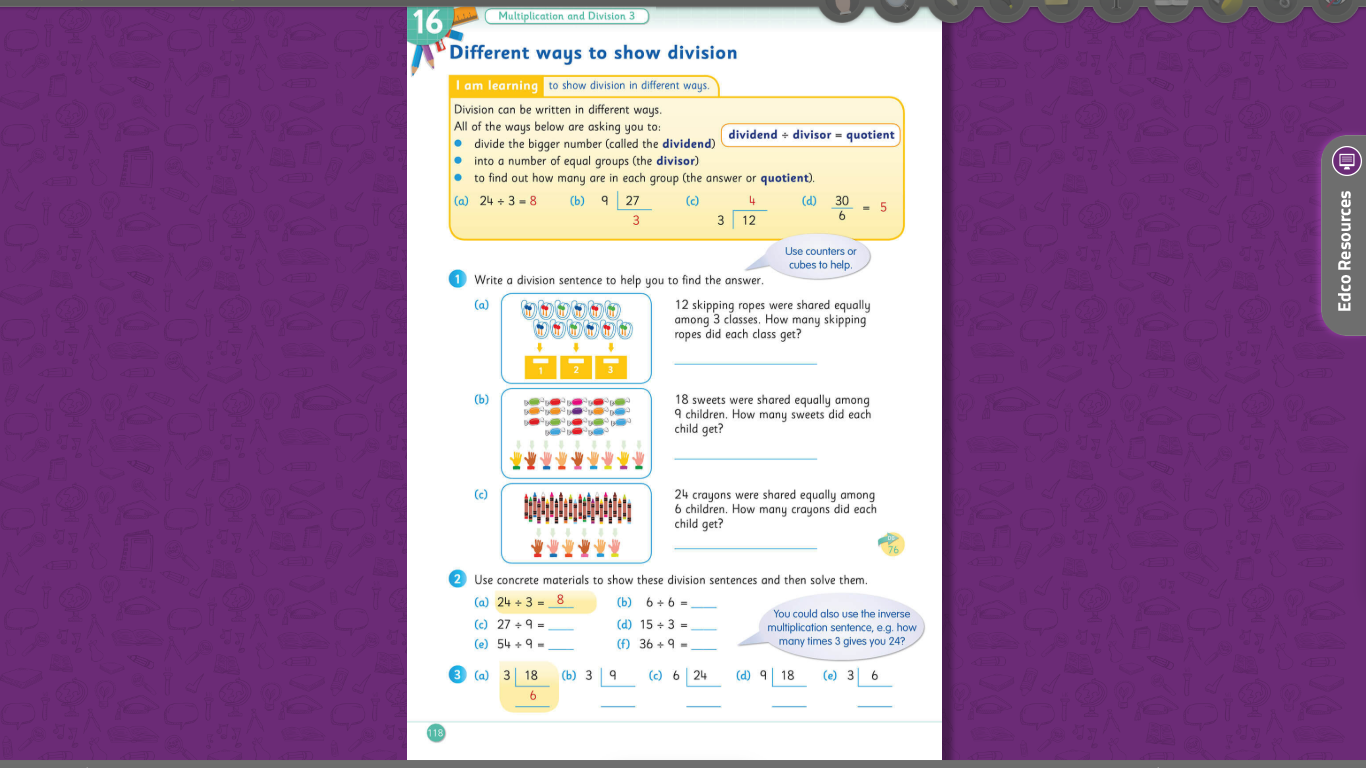 16
Multiplication and Division 3
Different ways to show division
I am learning to show division in different ways.
Division can be written in different ways.
All of the ways below are asking you to:
dividend ÷ divisor = quotient
• divide the bigger number (called the dividend)
• into a number of equal groups (the divisor)
• to find out how many are in each group (the answer or quotient).
(a) 24 ÷ 3 = 8 (b) 9 27 3 (c) 4 3 12 (d) 30/6 = 5
Use counters or
cubes to help.
1 Write a division sentence to help you to find the answer.
(a)
1 2 3
12 skipping ropes were shared equally
among 3 classes. How many skipping
ropes did each class get?
(b)
18 sweets were shared equally among
9 children. How many sweets did each
child get?
(c)
24 crayons were shared equally among
6 children. How many crayons did each
child get?
76
2 Use concrete materials to show these division sentences and then solve them.
(a) 24 ÷ 3 = 8 (b) 6 ÷ 6 = ____
(c) 27 ÷ 9 = ____ (d) 15 ÷ 3 = ____
(e) 54 ÷ 9 = ____ (f) 36 ÷ 9 = ____
You could also use the inverse
multiplication sentence, e.g. how
many times 3 gives you 24?
3 (a) 3 18 (b) 3 9 (c) 6 24 (d) 9 18 (e) 3 6
6
118
Edco Resources